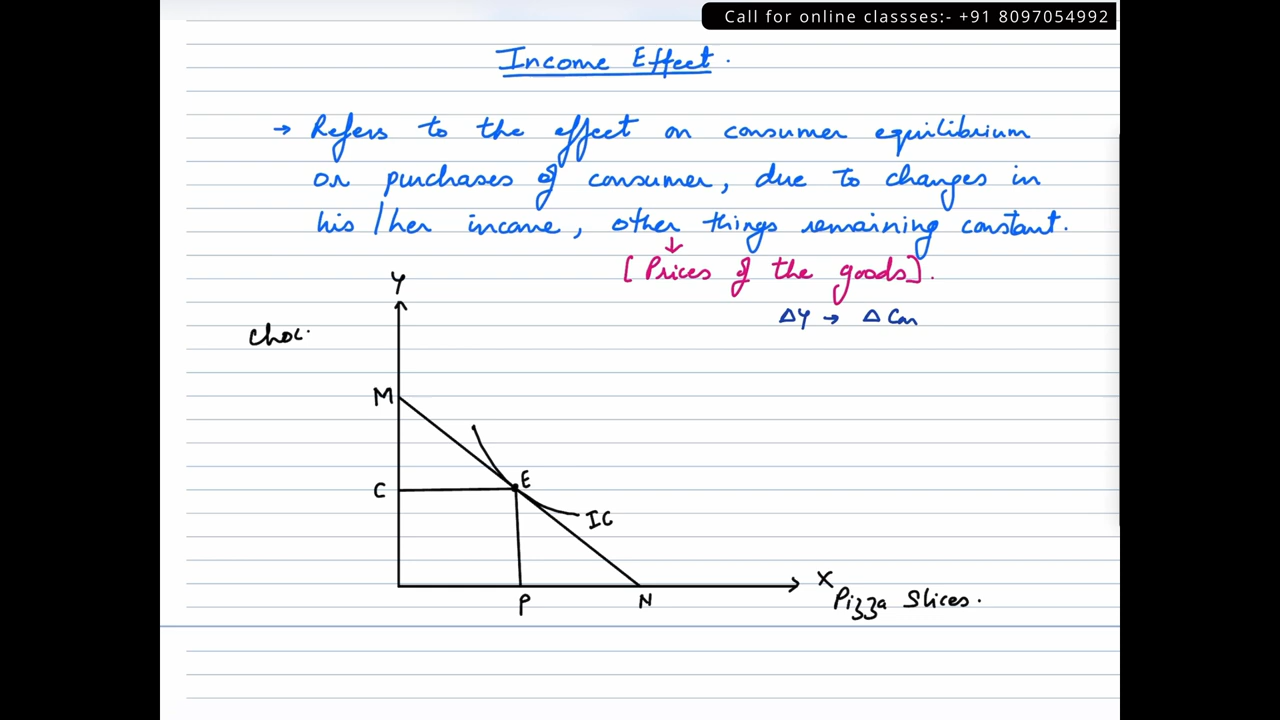 Call for online classses:- +91 8097054992
Income Effect.
→ Refers to the effect on consumer equilibrium
or purchases of consumer, due to changes in
his/her income, other things remaining constant.
↓
[Prices of the goods].
ΔY → Δ Con
Y
Choc.
M
E
C
IC
X
Pizza Slices.
P
N